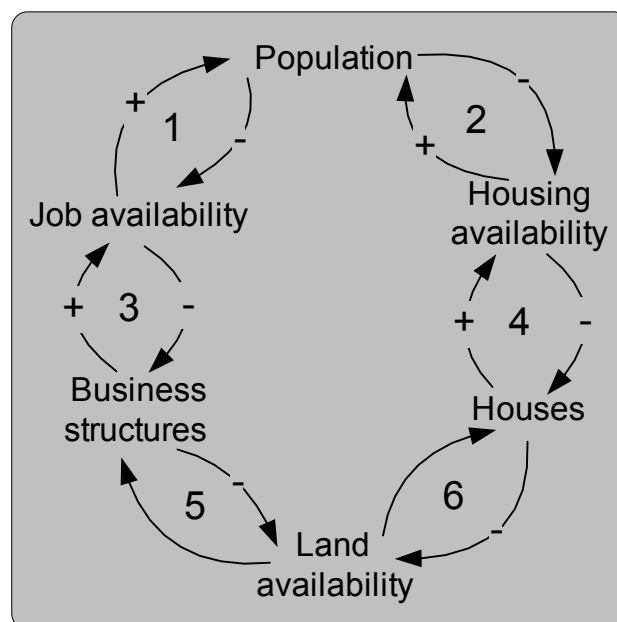 Population
-
+
1
2
-
+
Job availability
Housing
availability
+
3
-
+
4
-
Business
structures
Houses
-
5
6
-
Land
availability